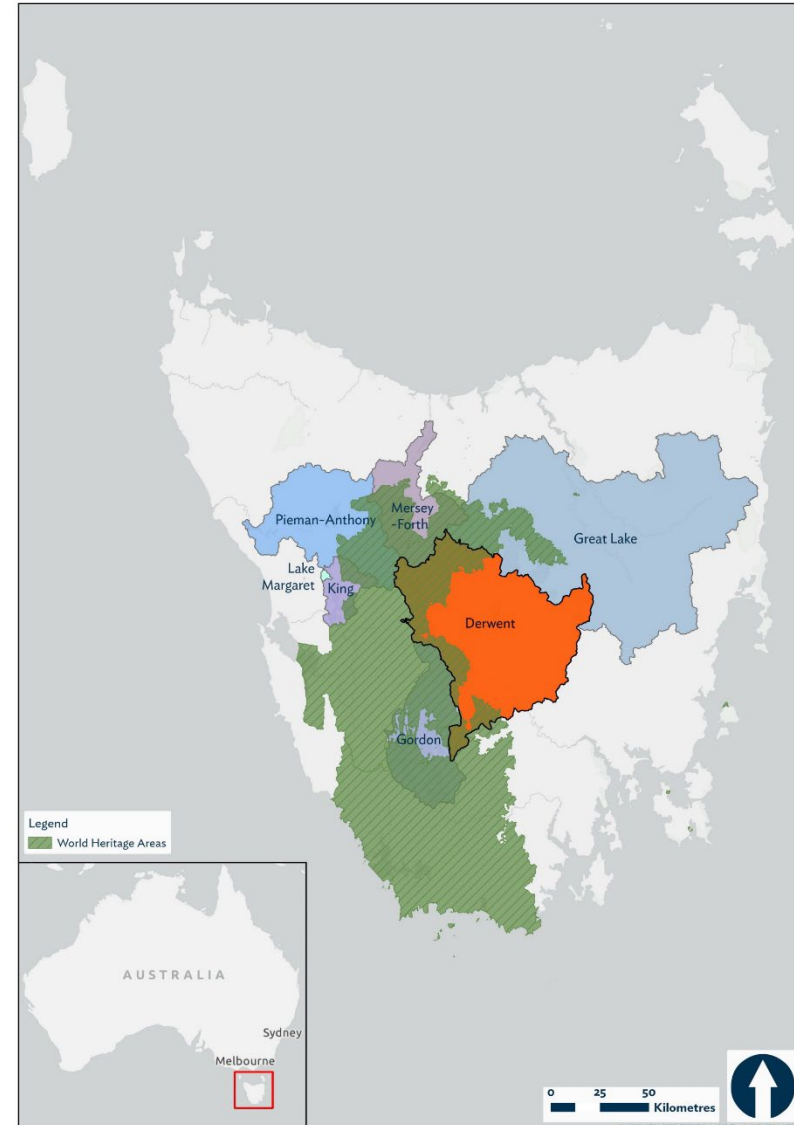 Pieman-Anthony
Mersey
-Forth
Great Lake
Lake
Margaret
King
Derwent
Gordon
Legend
World Heritage Areas
AUSTRALIA
Sydney
Melbourne
0 25 50
Kilometres